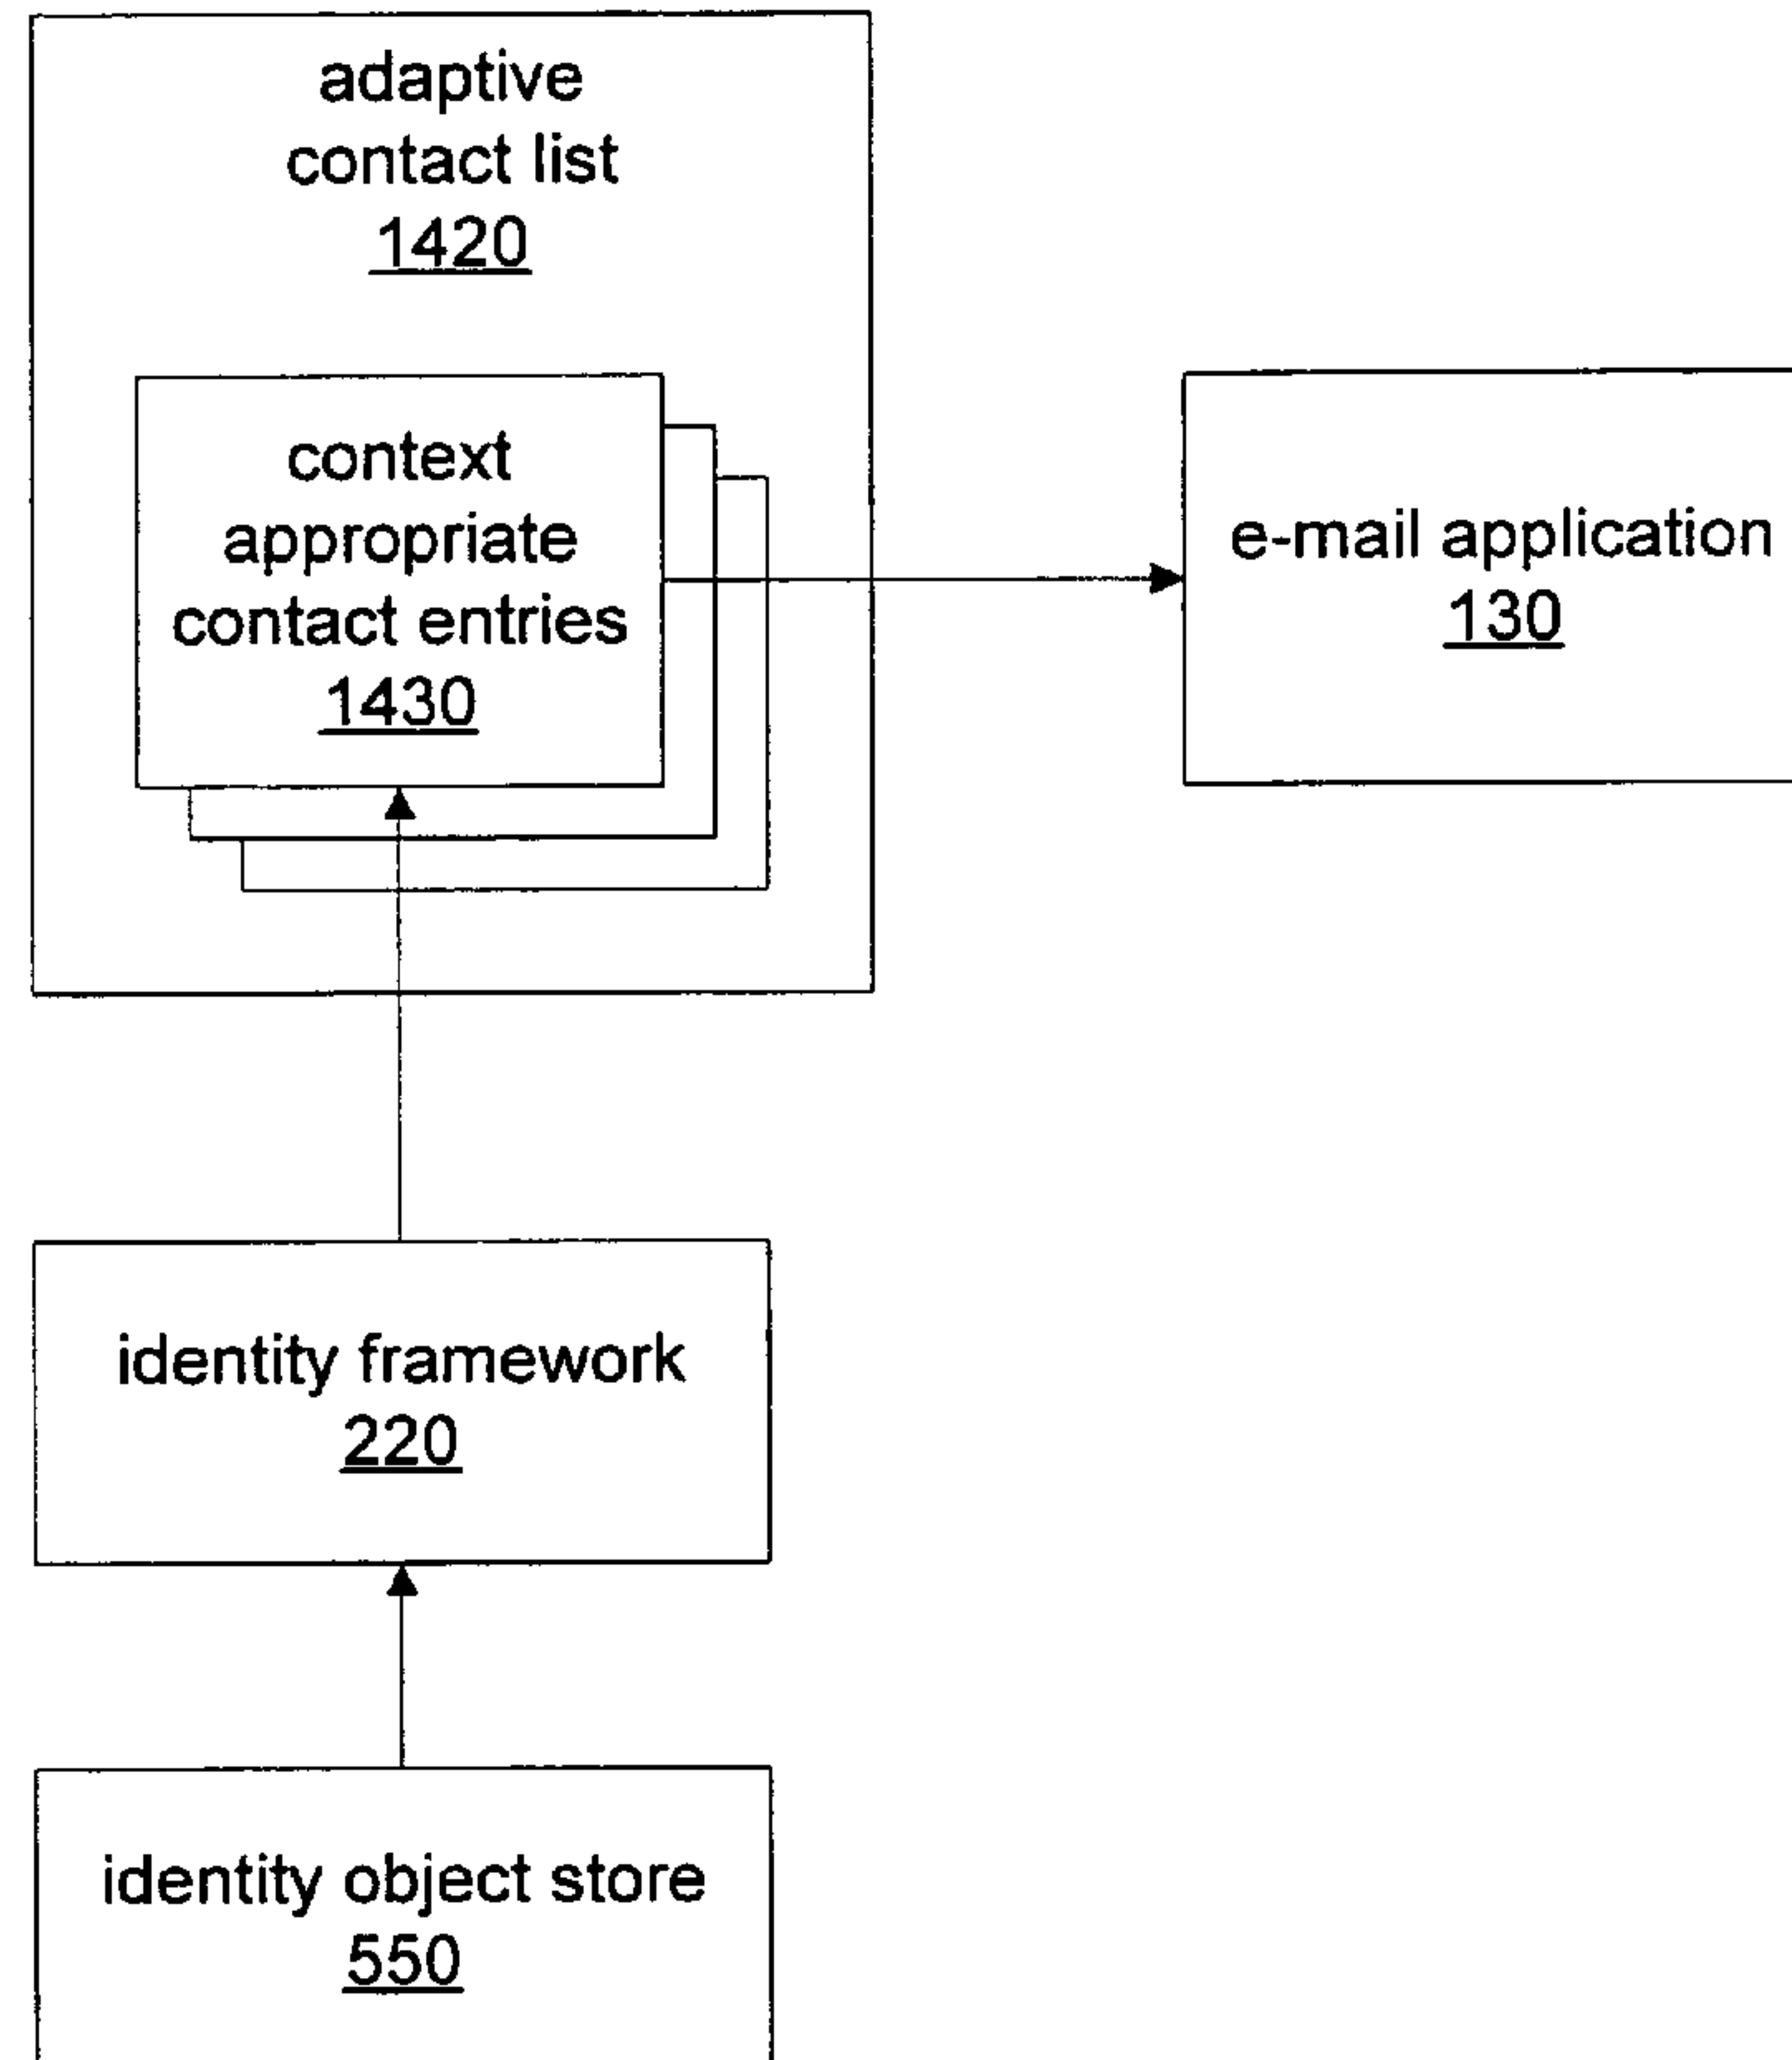 adaptive
contact list
1420
context
appropriate
contact entries
1430
e-mail application
130
identity framework
220
identity object store
550